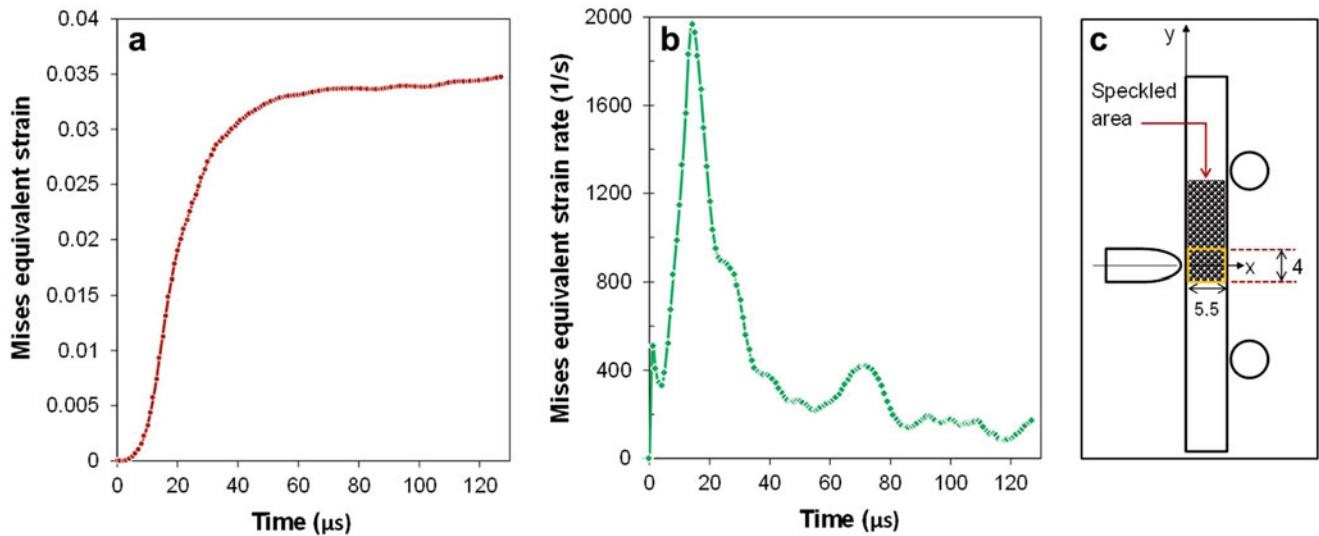 a
0.04
0.035
0.03
0.025
0.02
0.015
0.01
0.005
0
Mises equivalent strain
0 20 40 60 80 100 120
Time (µs)
b
2000
1600
1200
800
400
0
Mises equivalent strain rate (1/s)
0 20 40 60 80 100 120
Time (µs)
c
y
Speckled
area
x
4
5.5